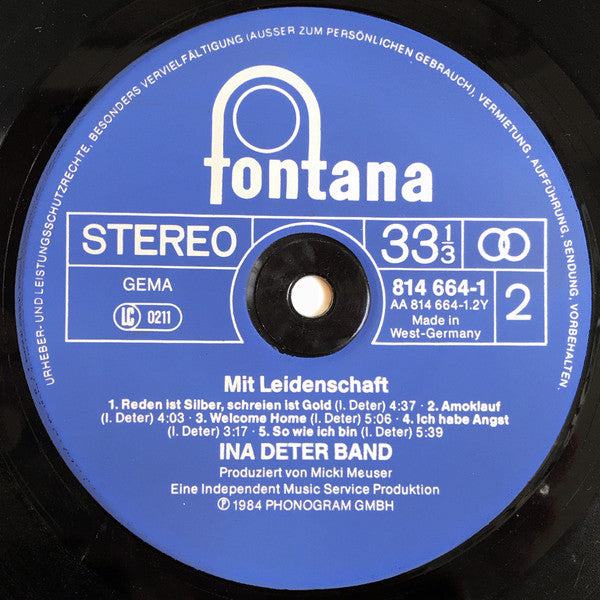 URHEBER- UND LEISTUNGSSCHUTZRECHTE, BESONDERS VERVIELFÄLTIGUNG (AUSSER ZUM PERSÖNLICHEN GEBRAUCH), VERMIETUNG, AUFFÜHRUNG, SENDUNG, VORBEHALTEN.
fontana
STEREO
33 1/3
GEMA
LC 0211
814 664-1
AA 814 664-1.2Y
Made in
West-Germany
2
Mit Leidenschaft
1. Reden ist Silber, schreien ist Gold (I. Deter) 4:37 · 2. Amoklauf
(I. Deter) 4:03 · 3. Welcome Home (I. Deter) 5:06 · 4. Ich habe Angst
(I. Deter) 3:17 · 5. So wie ich bin (I. Deter) 5:39
INA DETER BAND
Produziert von Micki Meuser
Eine Independent Music Service Produktion
℗ 1984 PHONOGRAM GMBH